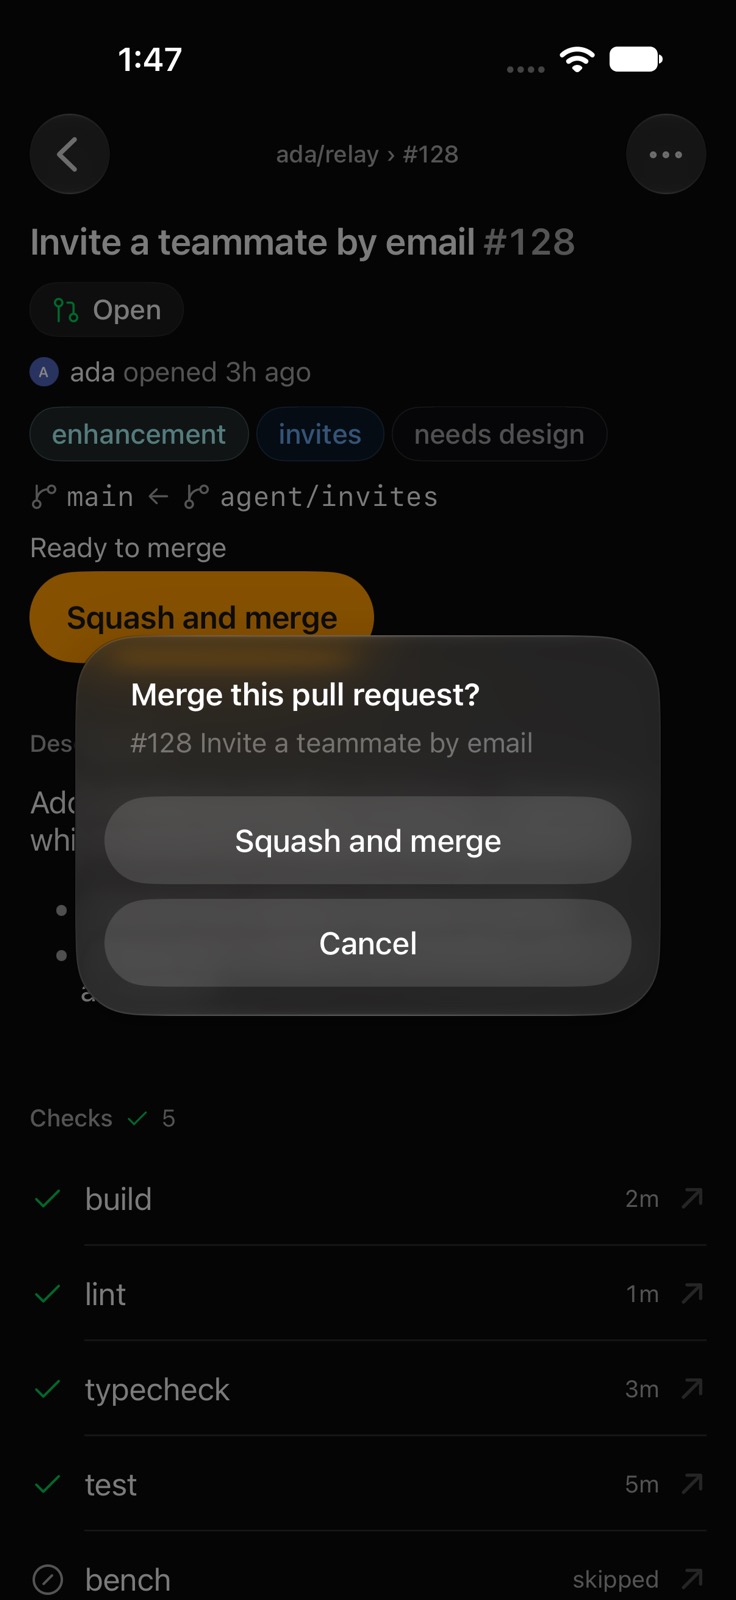 1:47
ada/relay › #128
Invite a teammate by email #128
Open
A ada opened 3h ago
enhancement invites needs design
main ← agent/invites
Ready to merge
Squash and merge
Merge this pull request?
#128 Invite a teammate by email
Squash and merge
Cancel
Checks ✓ 5
build 2m
lint 1m
typecheck 3m
test 5m
bench skipped